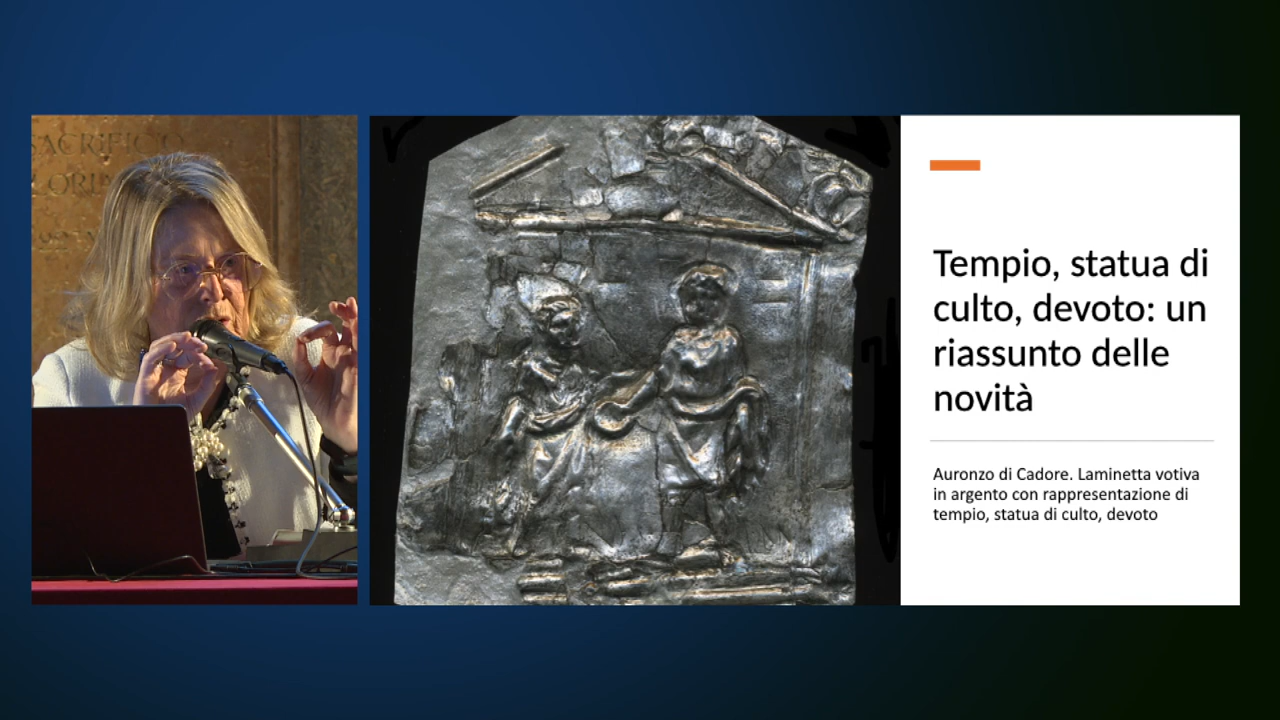 SACRIFICIO
Tempio, statua di
culto, devoto: un
riassunto delle
novità
Auronzo di Cadore. Laminetta votiva
in argento con rappresentazione di
tempio, statua di culto, devoto